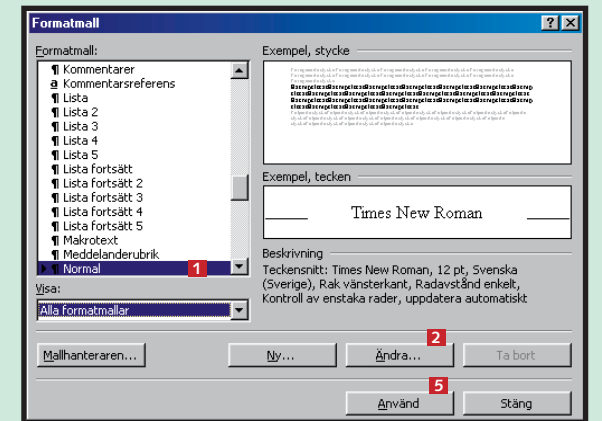 Formatmall
Formatmall:
¶ Kommentarer
a Kommentarsreferens
¶ Lista
¶ Lista 2
¶ Lista 3
¶ Lista 4
¶ Lista 5
¶ Lista fortsätt
¶ Lista fortsätt 2
¶ Lista fortsätt 3
¶ Lista fortsätt 4
¶ Lista fortsätt 5
¶ Makrotext
¶ Meddelanderubrik
¶ Normal 1
Visa:
Alla formatmallar
Exempel, stycke
Exempel, tecken
Times New Roman
Beskrivning
Teckensnitt: Times New Roman, 12 pt, Svenska
(Sverige), Rak vänsterkant, Radavstånd enkelt,
Kontroll av enstaka rader, uppdatera automatiskt
2
Mallhanteraren... Ny... Ändra... Ta bort
5
Använd Stäng